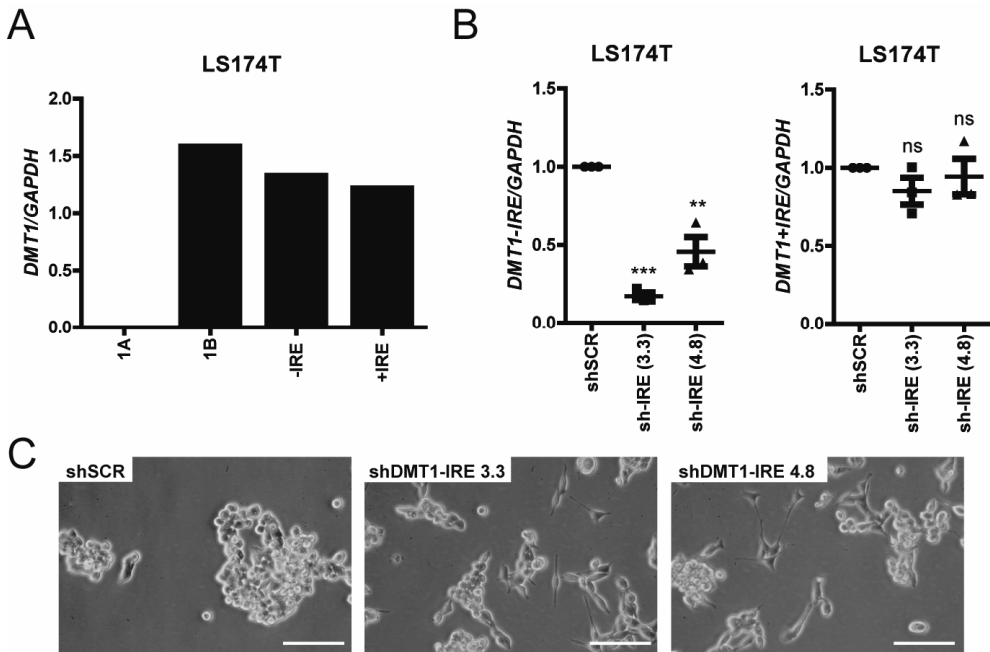 A
LS174T
DMT1/GAPDH
2.0
1.5
1.0
0.5
0.0
1A
1B
-IRE
+IRE
B
LS174T
DMT1-IRE/GAPDH
1.5
1.0
0.5
0.0
***
**
shSCR
sh-IRE (3.3)
sh-IRE (4.8)
LS174T
DMT1+IRE/GAPDH
1.5
1.0
0.5
0.0
ns
ns
shSCR
sh-IRE (3.3)
sh-IRE (4.8)
C
shSCR
shDMT1-IRE 3.3
shDMT1-IRE 4.8